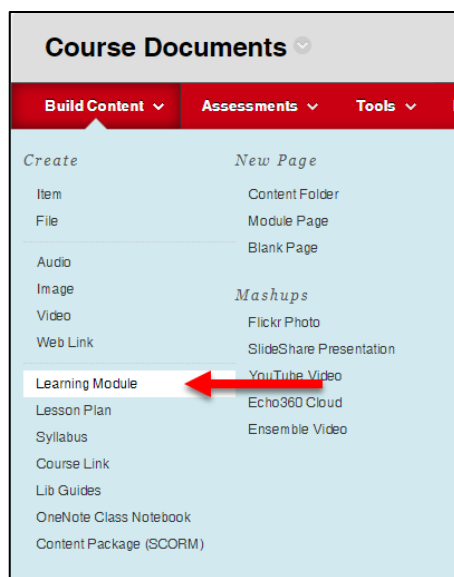 Course Documents
Build Content
Assessments
Tools
Create
Item
File
Audio
Image
Video
Web Link
Learning Module
Lesson Plan
Syllabus
Course Link
Lib Guides
OneNote Class Notebook
Content Package (SCORM)
New Page
Content Folder
Module Page
Blank Page
Mashups
Flickr Photo
SlideShare Presentation
YouTube Video
Echo360 Cloud
Ensemble Video